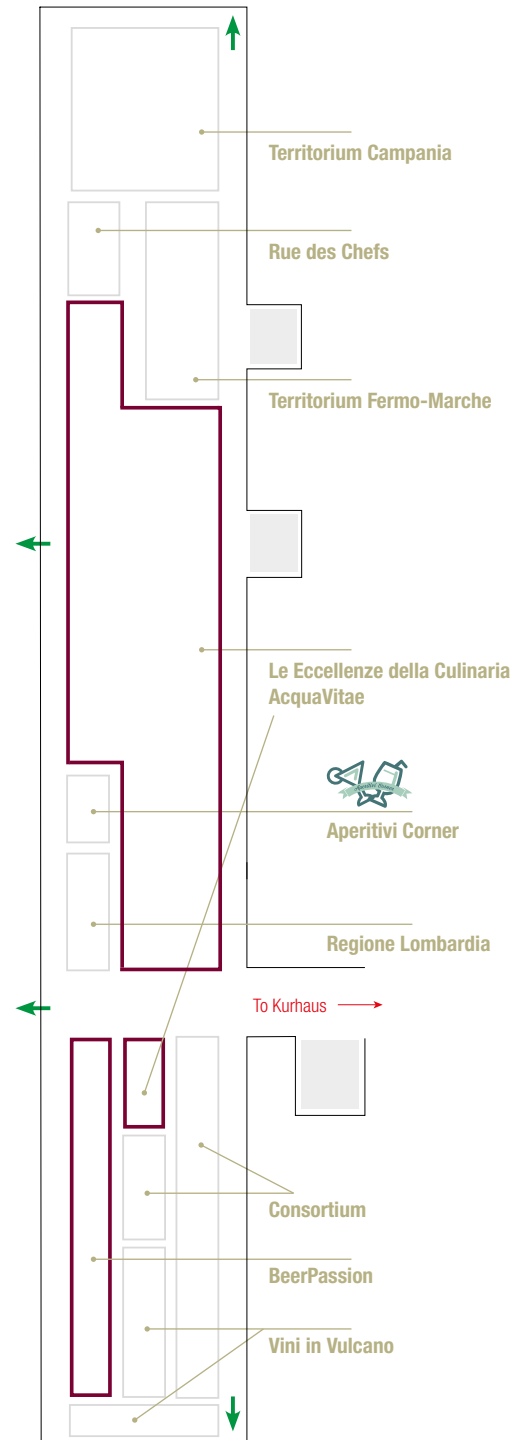 Territorium Campania
Rue des Chefs
Territorium Fermo-Marche
Le Eccellenze della Culinaria
AcquaVitae
Aperitivi Corner
Regione Lombardia
To Kurhaus
Consortium
BeerPassion
Vini in Vulcano